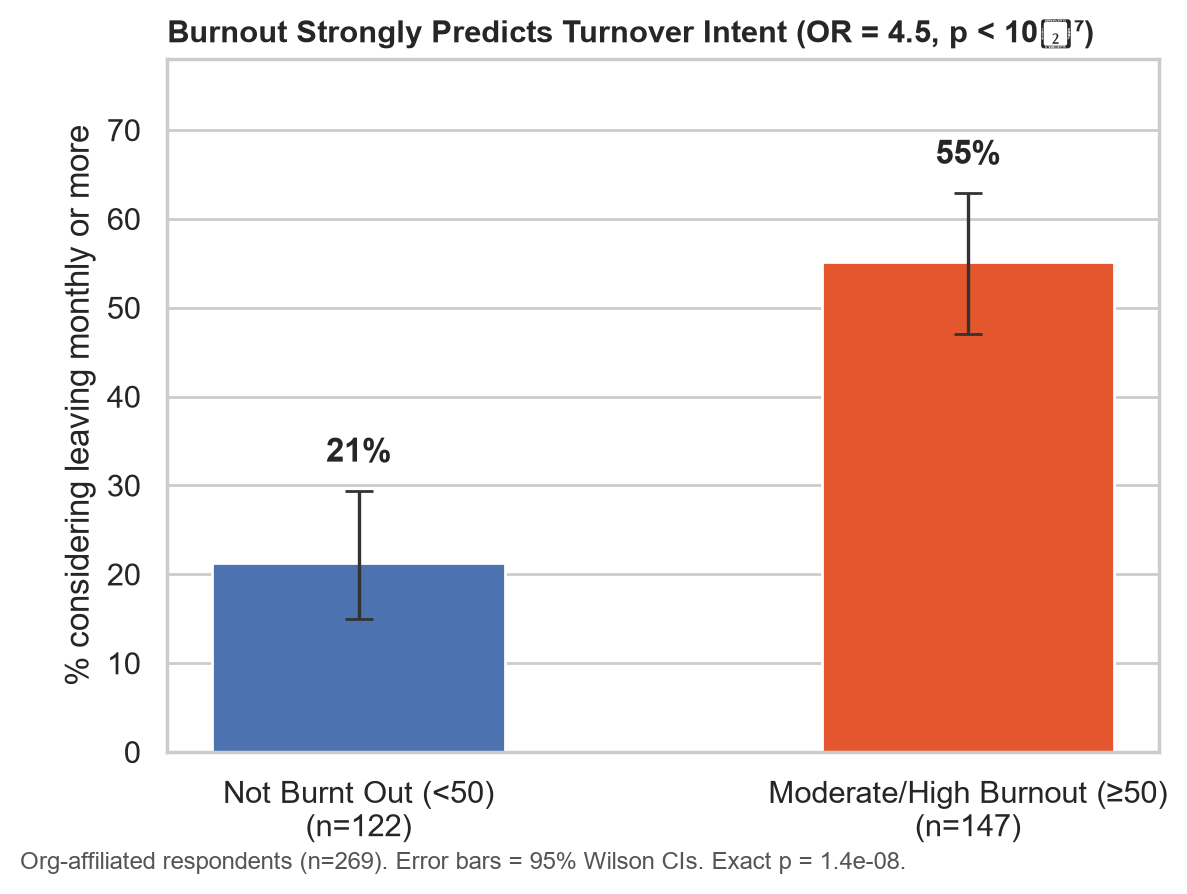 Burnout Strongly Predicts Turnover Intent (OR = 4.5, p < 10⁷)
% considering leaving monthly or more
70
60
50
40
30
20
10
0
55%
21%
Not Burnt Out (<50)
(n=122)
Moderate/High Burnout (≥50)
(n=147)
Org-affiliated respondents (n=269). Error bars = 95% Wilson CIs. Exact p = 1.4e-08.